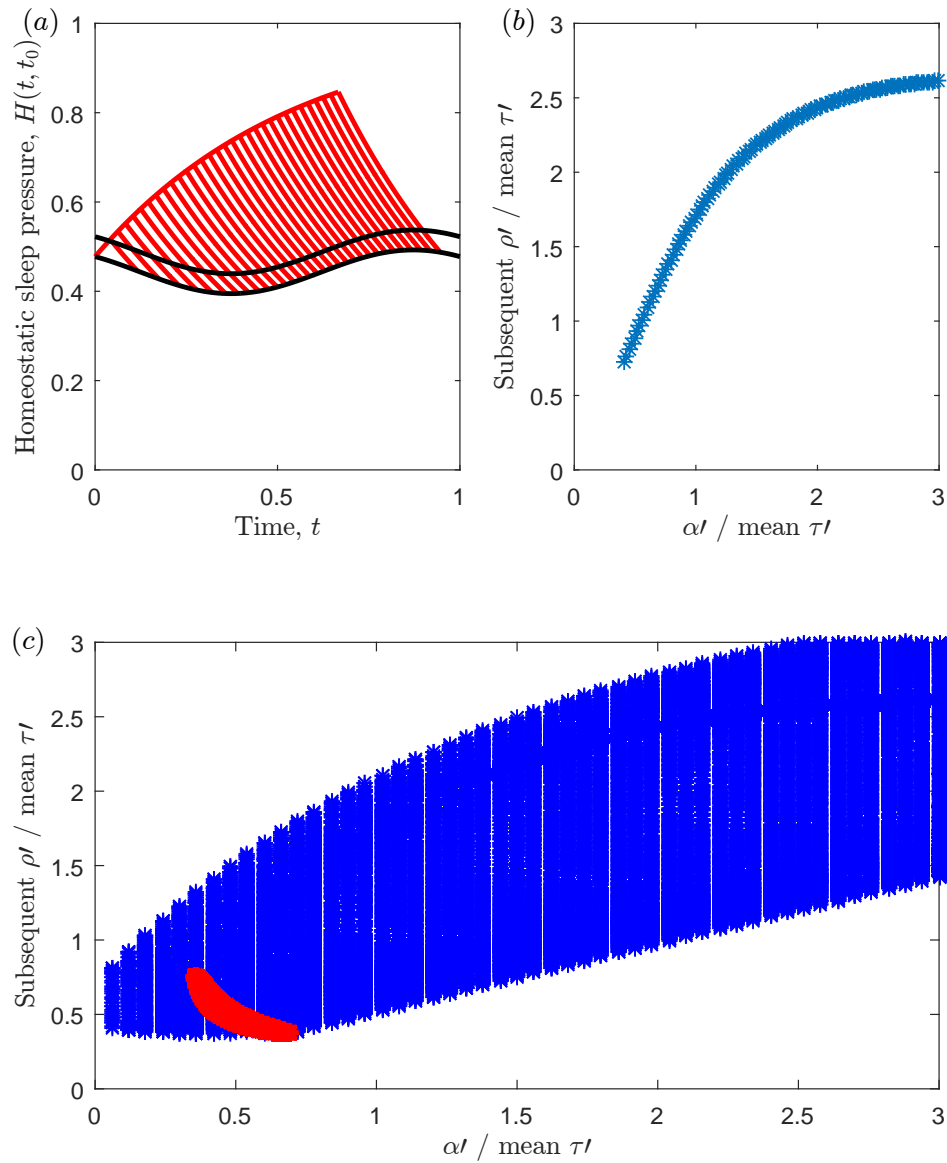 (a)
Homeostatic sleep pressure, H(t, t₀)
1
0.8
0.6
0.4
0.2
0
0 0.5 1
Time, t
(b)
Subsequent ρ′ / mean τ′
3
2.5
2
1.5
1
0.5
0
0 1 2 3
α′ / mean τ′
(c)
Subsequent ρ′ / mean τ′
3
2.5
2
1.5
1
0.5
0
0 0.5 1 1.5 2 2.5 3
α′ / mean τ′